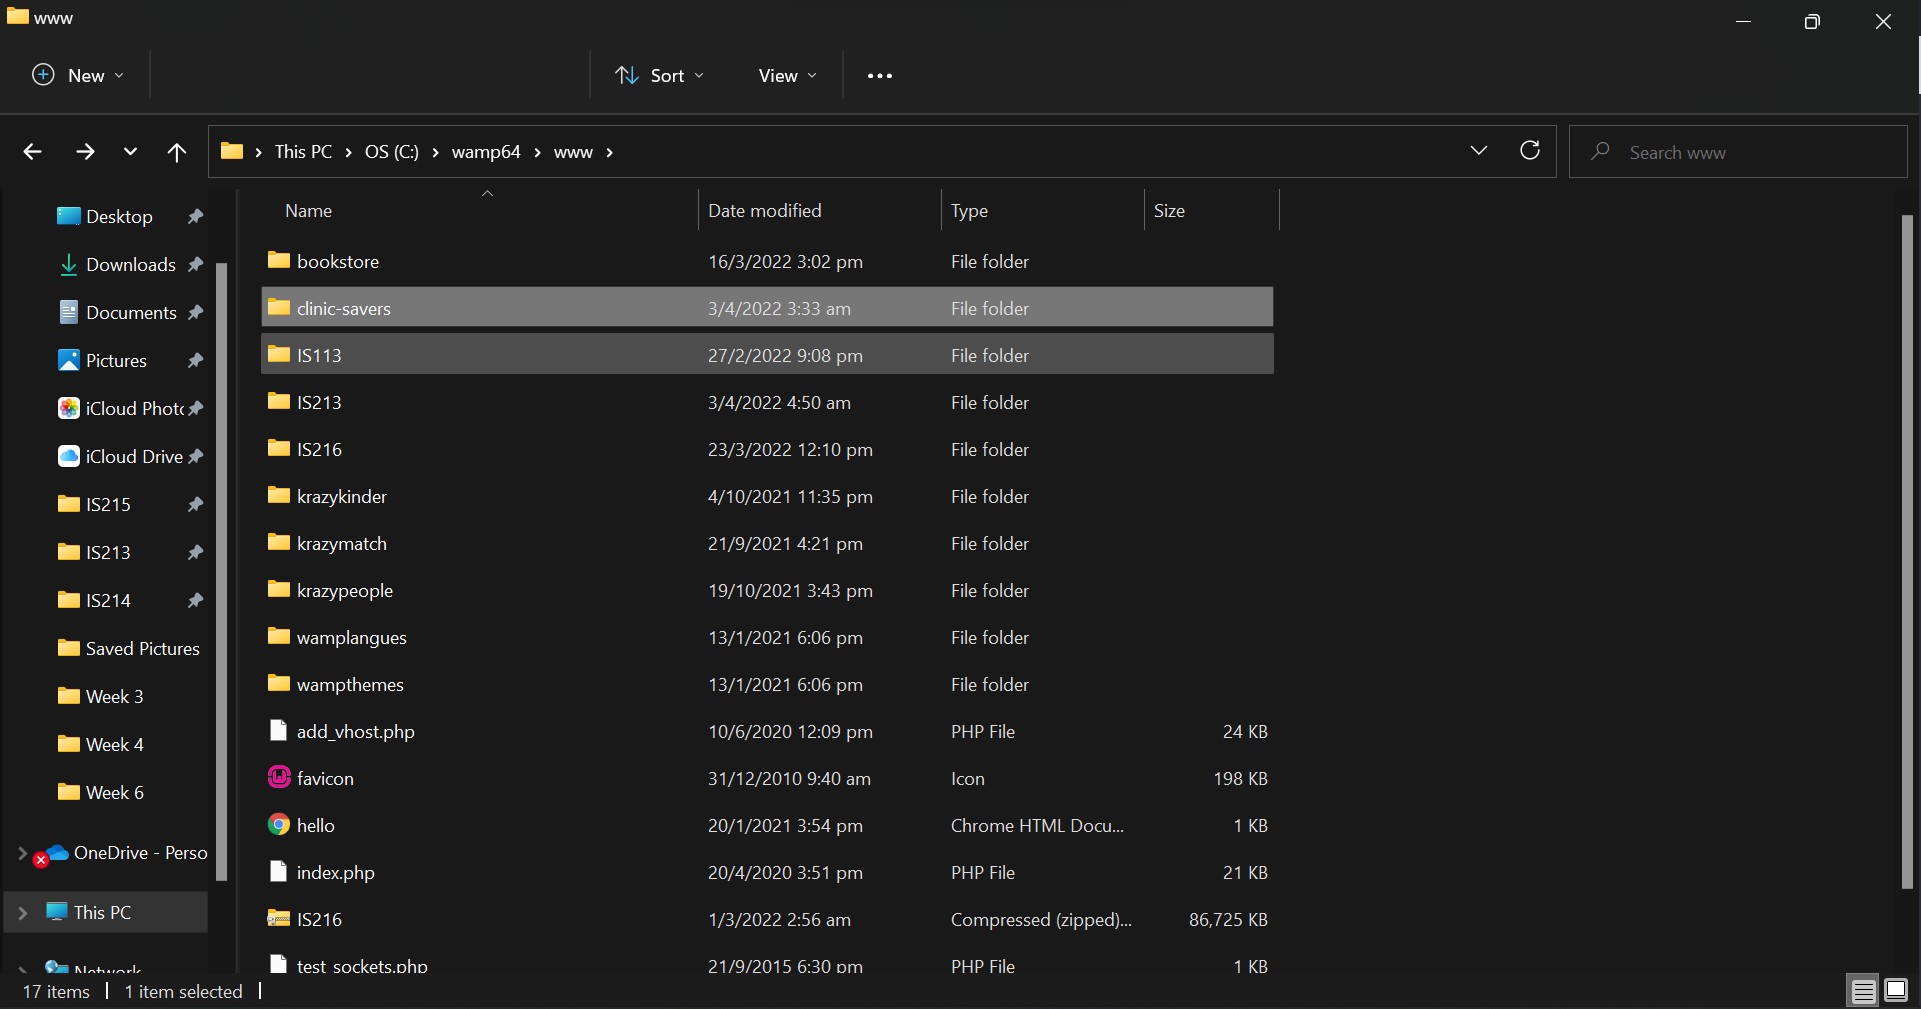 www
New
Sort
View
This PC > OS (C:) > wamp64 > www >
Search www
Desktop
Downloads
Documents
Pictures
iCloud Photo
iCloud Drive
IS215
IS213
IS214
Saved Pictures
Week 3
Week 4
Week 6
OneDrive - Perso
This PC
Network
Name Date modified Type Size
bookstore 16/3/2022 3:02 pm File folder
clinic-savers 3/4/2022 3:33 am File folder
IS113 27/2/2022 9:08 pm File folder
IS213 3/4/2022 4:50 am File folder
IS216 23/3/2022 12:10 pm File folder
krazykinder 4/10/2021 11:35 pm File folder
krazymatch 21/9/2021 4:21 pm File folder
krazypeople 19/10/2021 3:43 pm File folder
wamplangues 13/1/2021 6:06 pm File folder
wampthemes 13/1/2021 6:06 pm File folder
add_vhost.php 10/6/2020 12:09 pm PHP File 24 KB
favicon 31/12/2010 9:40 am Icon 198 KB
hello 20/1/2021 3:54 pm Chrome HTML Docu... 1 KB
index.php 20/4/2020 3:51 pm PHP File 21 KB
IS216 1/3/2022 2:56 am Compressed (zipped)... 86,725 KB
test_sockets.php 21/9/2015 6:30 pm PHP File 1 KB
17 items | 1 item selected |